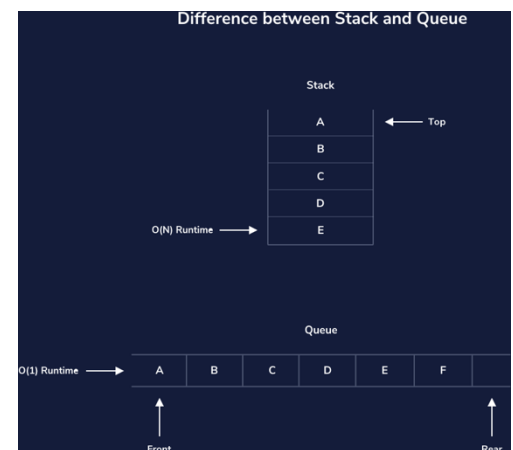 Difference between Stack and Queue
Stack
A
Top
B
C
D
O(N) Runtime
E
Queue
O(1) Runtime
A B C D E F
Front
Rear